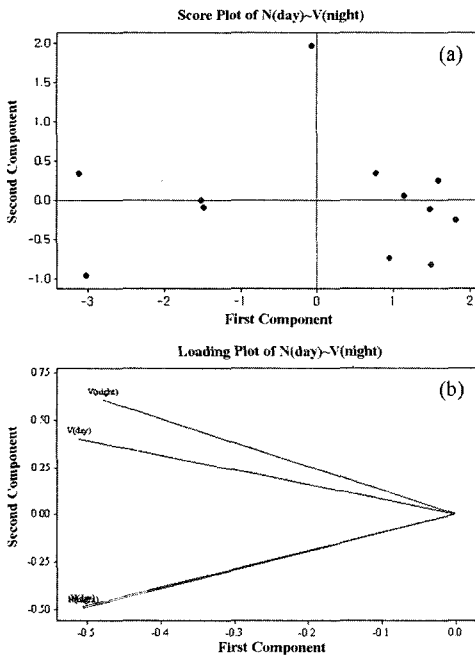 Score Plot of N(day)~V(night)
(a)
2.0
1.5
1.0
0.5
0.0
-0.5
-1.0
Second Component
-3
-2
-1
0
1
2
First Component
Loading Plot of N(day)~V(night)
(b)
0.75
0.50
0.25
0.00
-0.25
-0.50
Second Component
V(night)
V(day)
-0.5
-0.4
-0.3
-0.2
-0.1
0.0
First Component